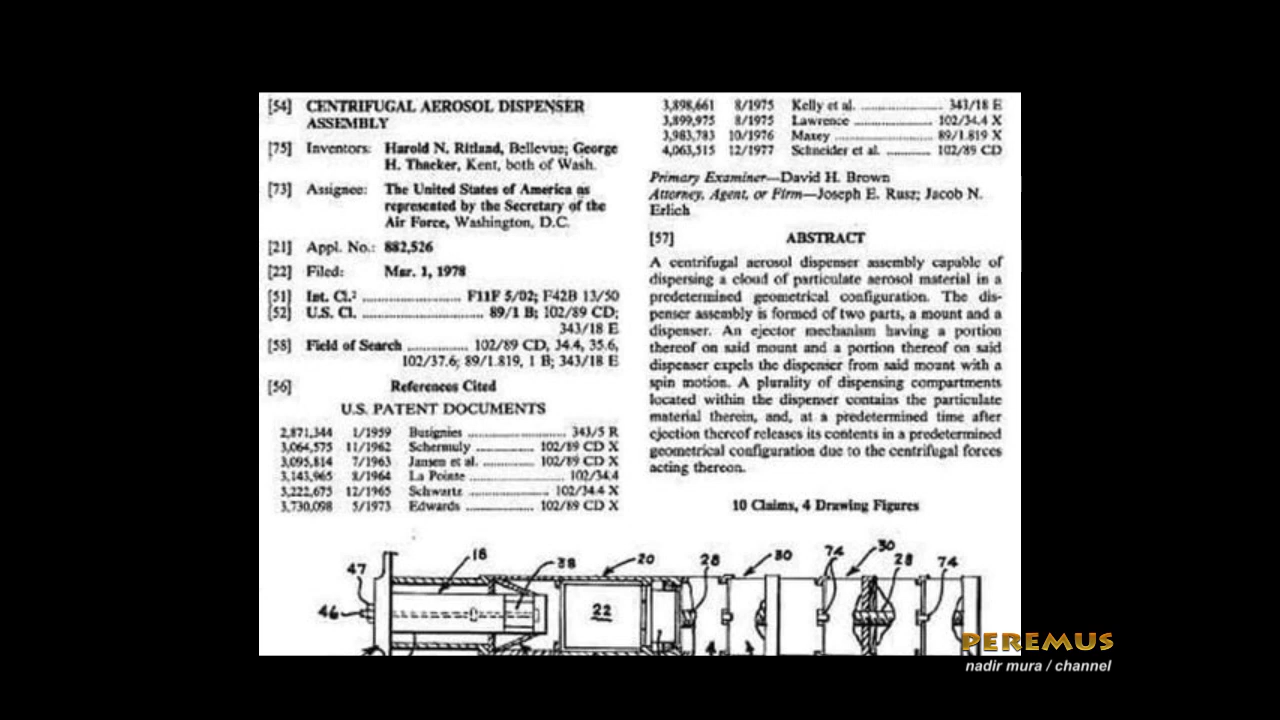 [54] CENTRIFUGAL AEROSOL DISPENSER
ASSEMBLY
[75] Inventors: Harold N. Ritland, Bellevue; George
H. Thacker, Kent, both of Wash.
[73] Assignee: The United States of America as
represented by the Secretary of the
Air Force, Washington, D.C.
[21] Appl. No.: 882,526
[22] Filed: Mar. 1, 1978
[51] Int. Cl.² ........................ F11F 5/02; F42B 13/50
[52] U.S. Cl. ................................. 89/1 B; 102/89 CD;
343/18 E
[58] Field of Search ............. 102/89 CD, 34.4, 35.6,
102/37.6; 89/1.819, 1 B; 343/18 E
[56] References Cited
U.S. PATENT DOCUMENTS
2,871,344 1/1959 Busignies ........................ 343/5 R
3,064,575 11/1962 Schermuly ................ 102/89 CD X
3,095,814 7/1963 Jansen et al. .............. 102/89 CD X
3,143,965 8/1964 La Pointe .......................... 102/34.4
3,222,675 12/1965 Schwartz .................... 102/34.4 X
3,730,098 5/1973 Edwards .................. 102/89 CD X
3,898,661 8/1975 Kelly et al. .................... 343/18 E
3,899,975 8/1975 Lawrence .................... 102/34.4 X
3,983,783 10/1976 Maxey ........................ 89/1.819 X
4,063,515 12/1977 Schneider et al. ........... 102/89 CD
Primary Examiner—David H. Brown
Attorney, Agent, or Firm—Joseph E. Rusz; Jacob N.
Erlich
[57] ABSTRACT
A centrifugal aerosol dispenser assembly capable of
dispersing a cloud of particulate aerosol material in a
predetermined geometrical configuration. The dis-
penser assembly is formed of two parts, a mount and a
dispenser. An ejector mechanism having a portion
thereof on said mount and a portion thereof on said
dispenser expels the dispenser from said mount with a
spin motion. A plurality of dispensing compartments
located within the dispenser contains the particulate
material therein, and, at a predetermined time after
ejection thereof releases its contents in a predetermined
geometrical configuration due to the centrifugal forces
acting thereon.
10 Claims, 4 Drawing Figures
47 18 38 20 28 30 74 30 28 74
46 22
PEREMUS
nadir mura / channel